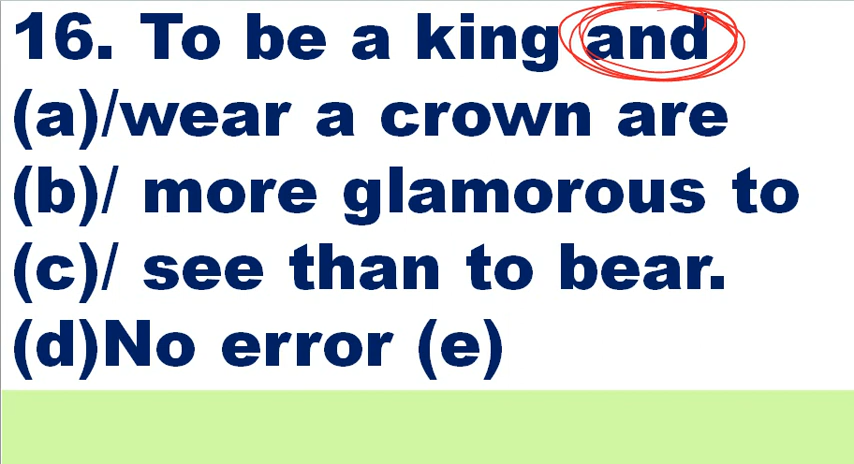 16. To be a king and
(a)/wear a crown are
(b)/ more glamorous to
(c)/ see than to bear.
(d)No error (e)